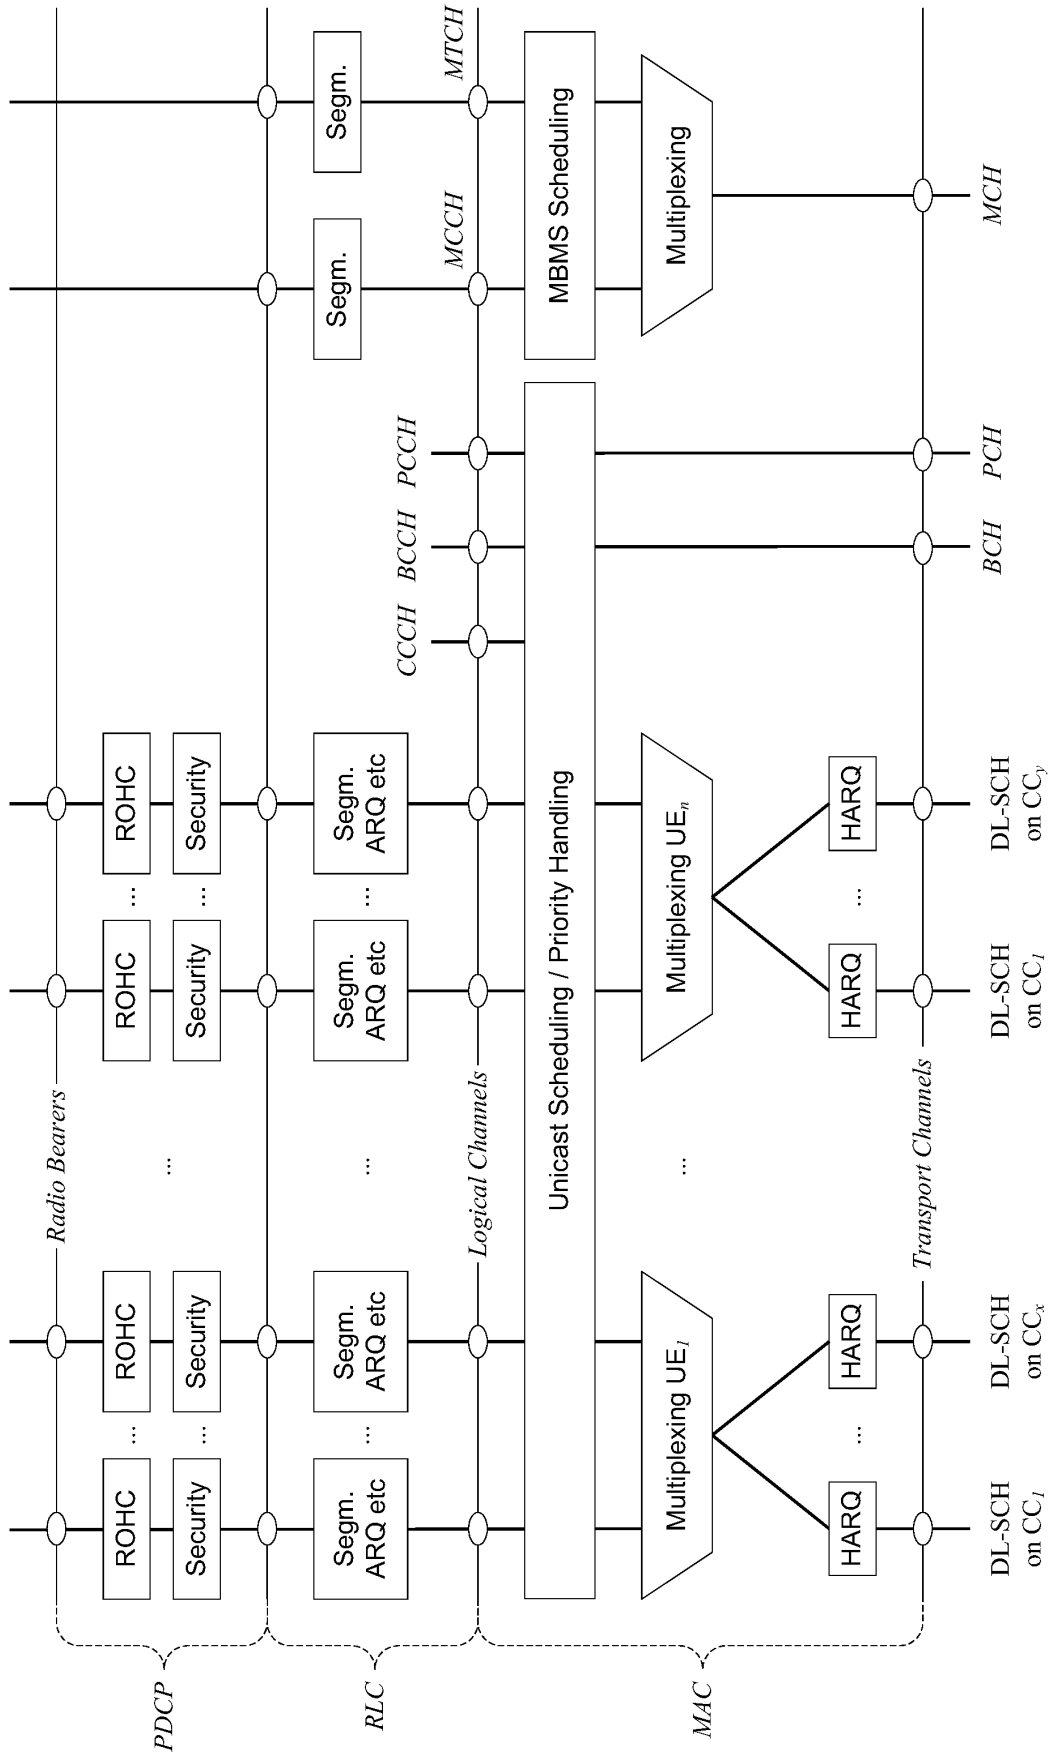 Radio Bearers
PDCP
ROHC
...
ROHC
ROHC
...
ROHC
...
Security
...
Security
Security
...
Security
RLC
Segm.
ARQ etc
...
Segm.
ARQ etc
...
Segm.
ARQ etc
...
Segm.
ARQ etc
Segm.
Segm.
Logical Channels
CCCH
BCCH
PCCH
MCCH
MTCH
MAC
Unicast Scheduling / Priority Handling
MBMS Scheduling
Multiplexing UE1
...
Multiplexing UEn
Multiplexing
HARQ
...
HARQ
HARQ
...
HARQ
Transport Channels
DL-SCH
on CC1
DL-SCH
on CCx
DL-SCH
on CC1
DL-SCH
on CCy
BCH
PCH
MCH